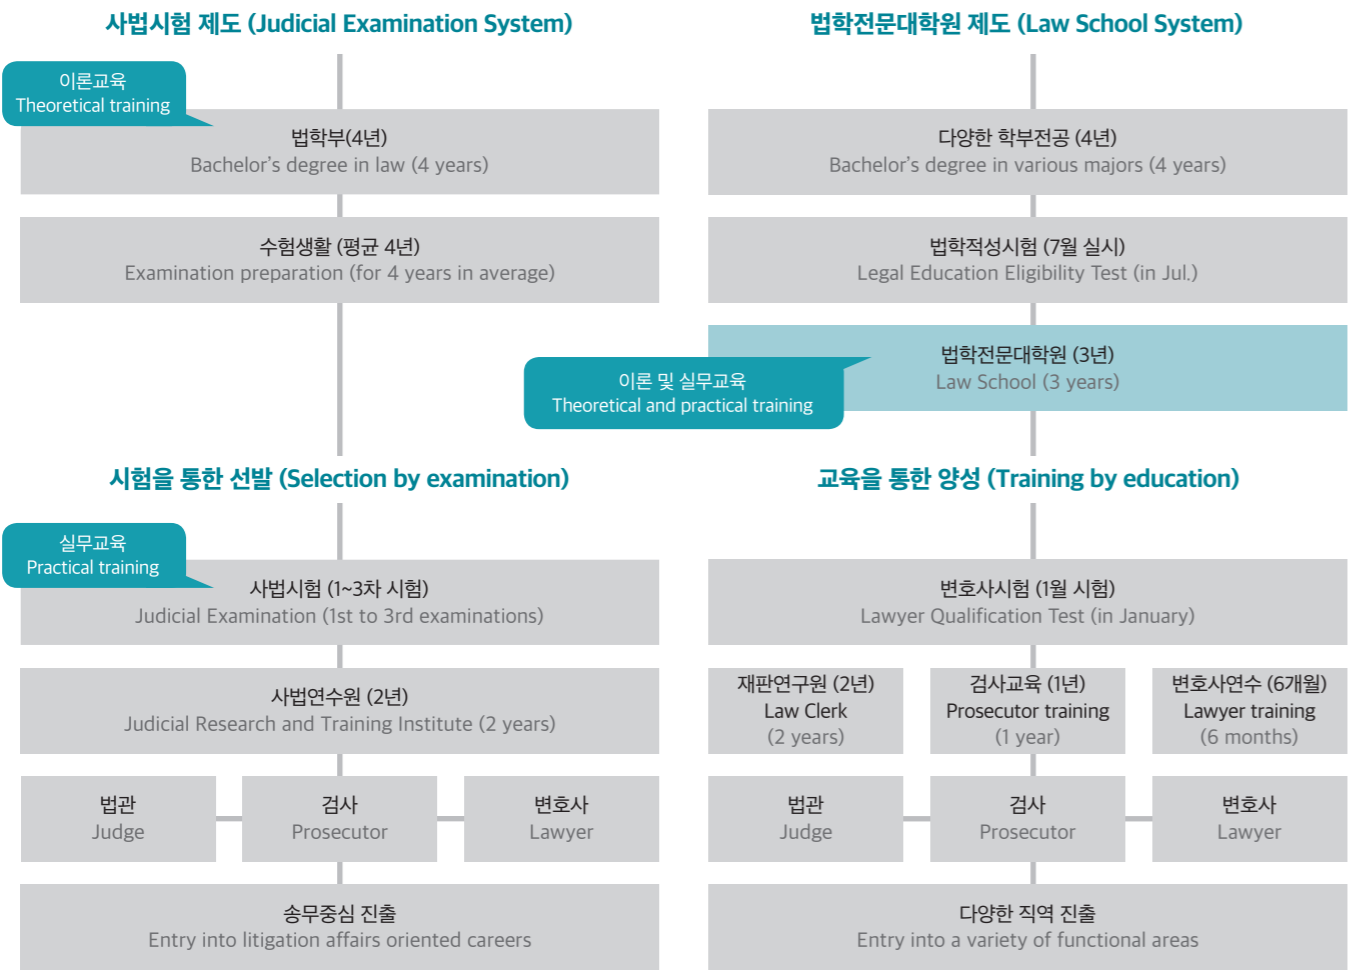 사법시험 제도 (Judicial Examination System)
이론교육
Theoretical training
법학부(4년)
Bachelor's degree in law (4 years)
수험생활 (평균 4년)
Examination preparation (for 4 years in average)
시험을 통한 선발 (Selection by examination)
실무교육
Practical training
사법시험 (1~3차 시험)
Judicial Examination (1st to 3rd examinations)
사법연수원 (2년)
Judicial Research and Training Institute (2 years)
법관
Judge
검사
Prosecutor
변호사
Lawyer
송무중심 진출
Entry into litigation affairs oriented careers
법학전문대학원 제도 (Law School System)
다양한 학부전공 (4년)
Bachelor's degree in various majors (4 years)
법학적성시험 (7월 실시)
Legal Education Eligibility Test (in Jul.)
법학전문대학원 (3년)
Law School (3 years)
이론 및 실무교육
Theoretical and practical training
교육을 통한 양성 (Training by education)
변호사시험 (1월 시험)
Lawyer Qualification Test (in January)
재판연구원 (2년)
Law Clerk
(2 years)
검사교육 (1년)
Prosecutor training
(1 year)
변호사연수 (6개월)
Lawyer training
(6 months)
법관
Judge
검사
Prosecutor
변호사
Lawyer
다양한 직역 진출
Entry into a variety of functional areas